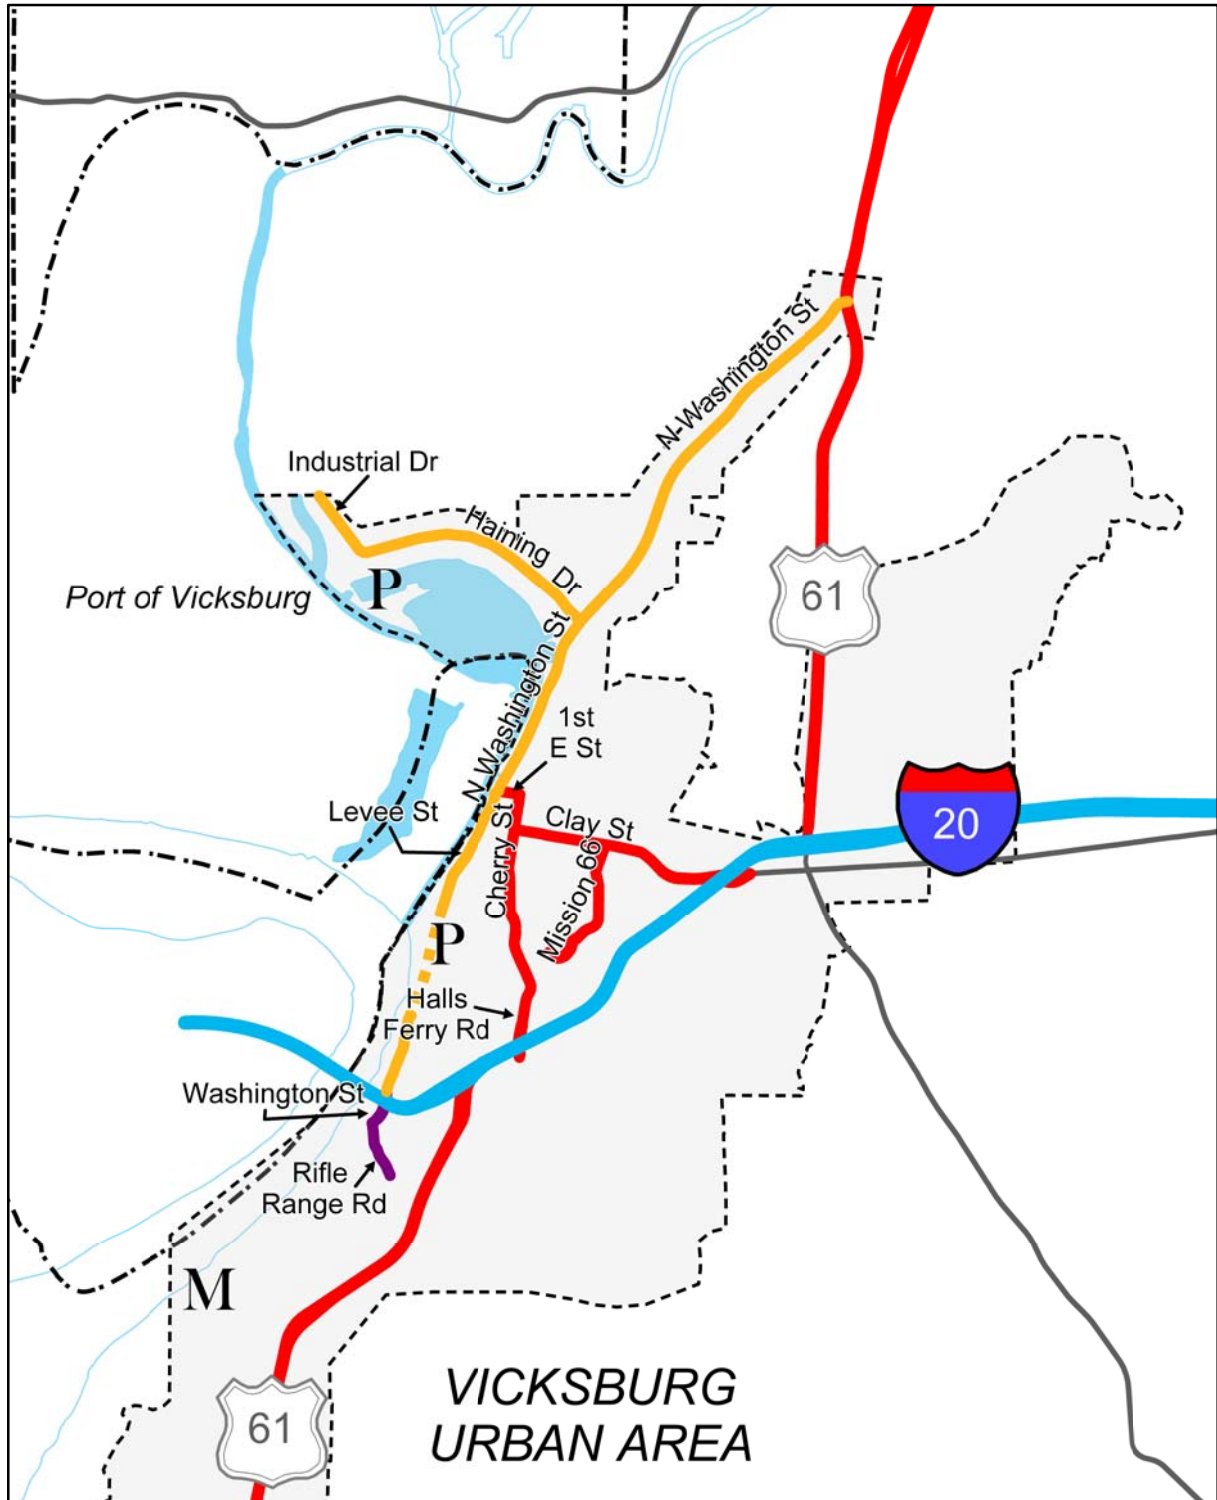 N Washington St
Industrial Dr
Haining Dr
Port of Vicksburg
P
61
N Washington St
1st
E St
Levee St
Cherry St
Clay St
20
Mission 66
P
Halls
Ferry Rd
Washington St
Rifle
Range Rd
M
VICKSBURG
URBAN AREA
61